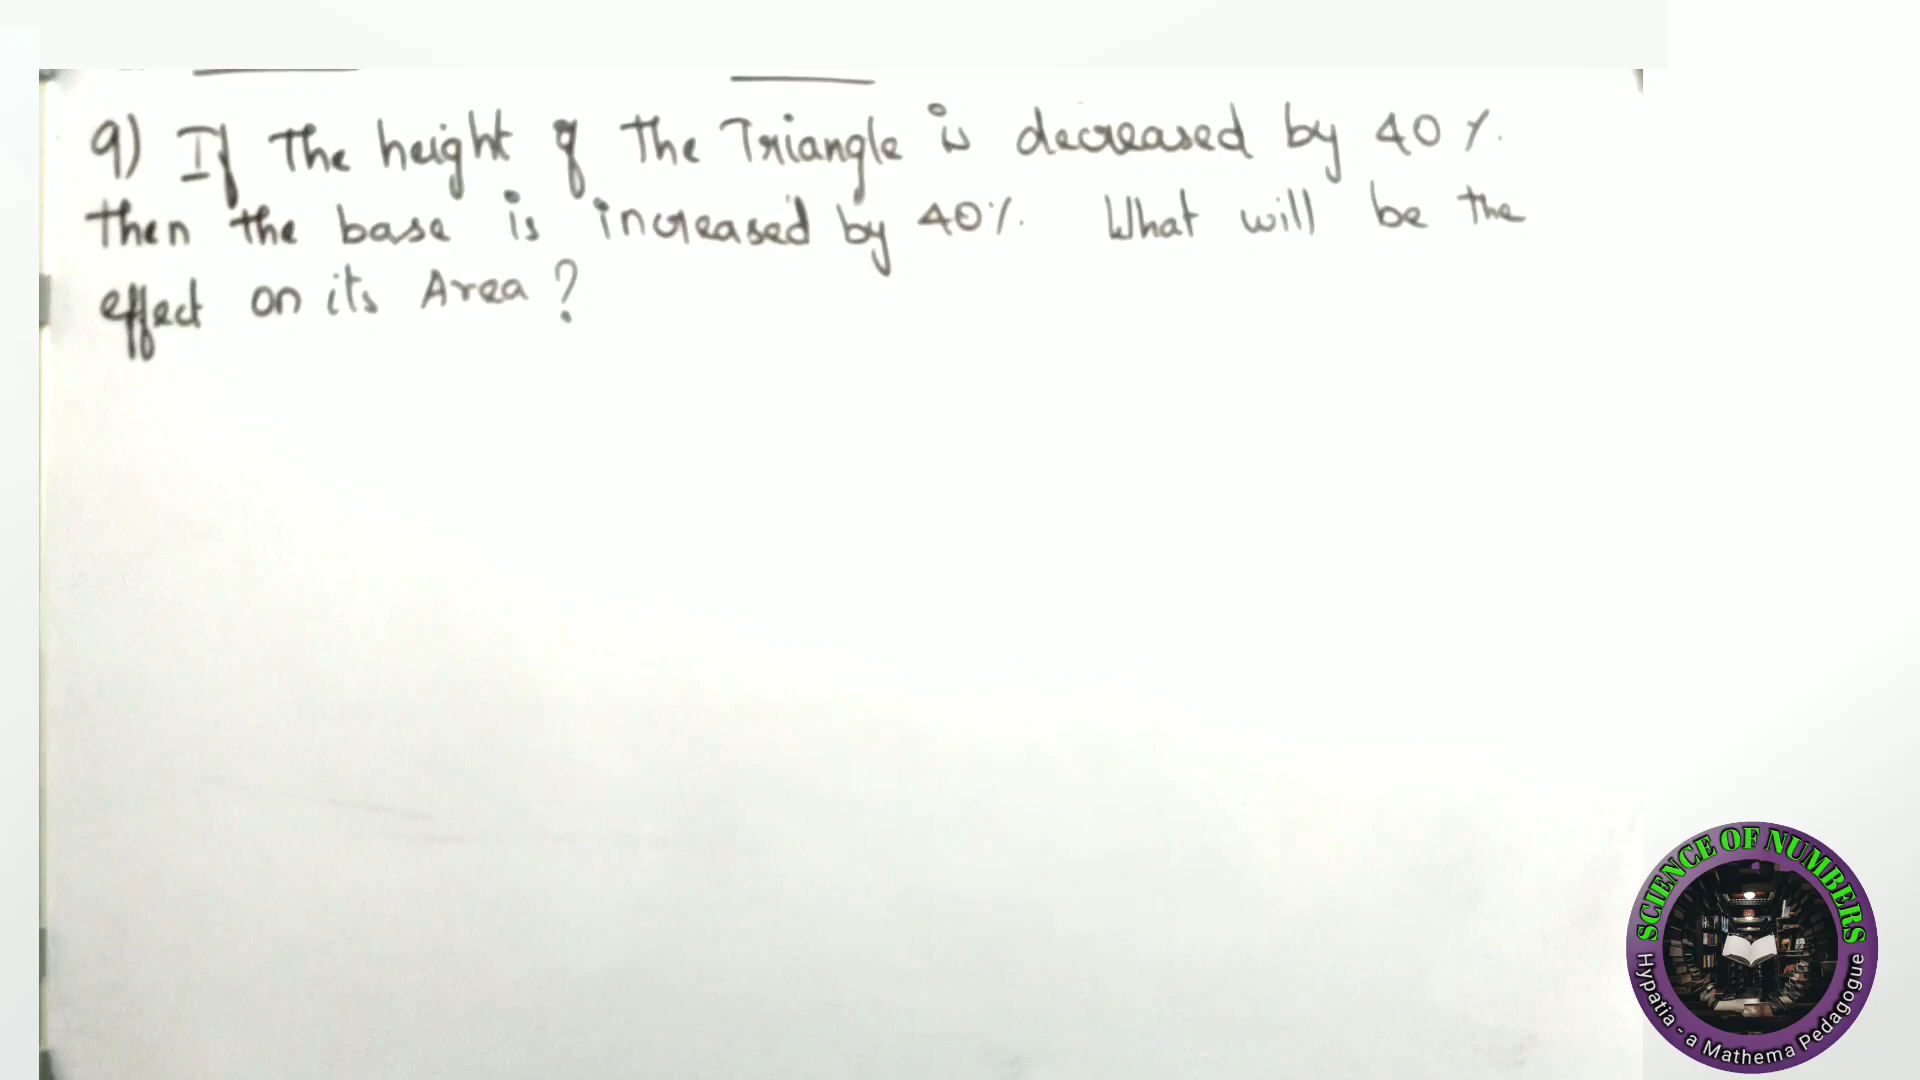 9) If The height of The Triangle is decreased by 40 %.
then the base is increased by 40%. What will be the
effect on its Area ?
SCIENCE OF NUMBERS
Hypatia - a Mathema Pedagogue